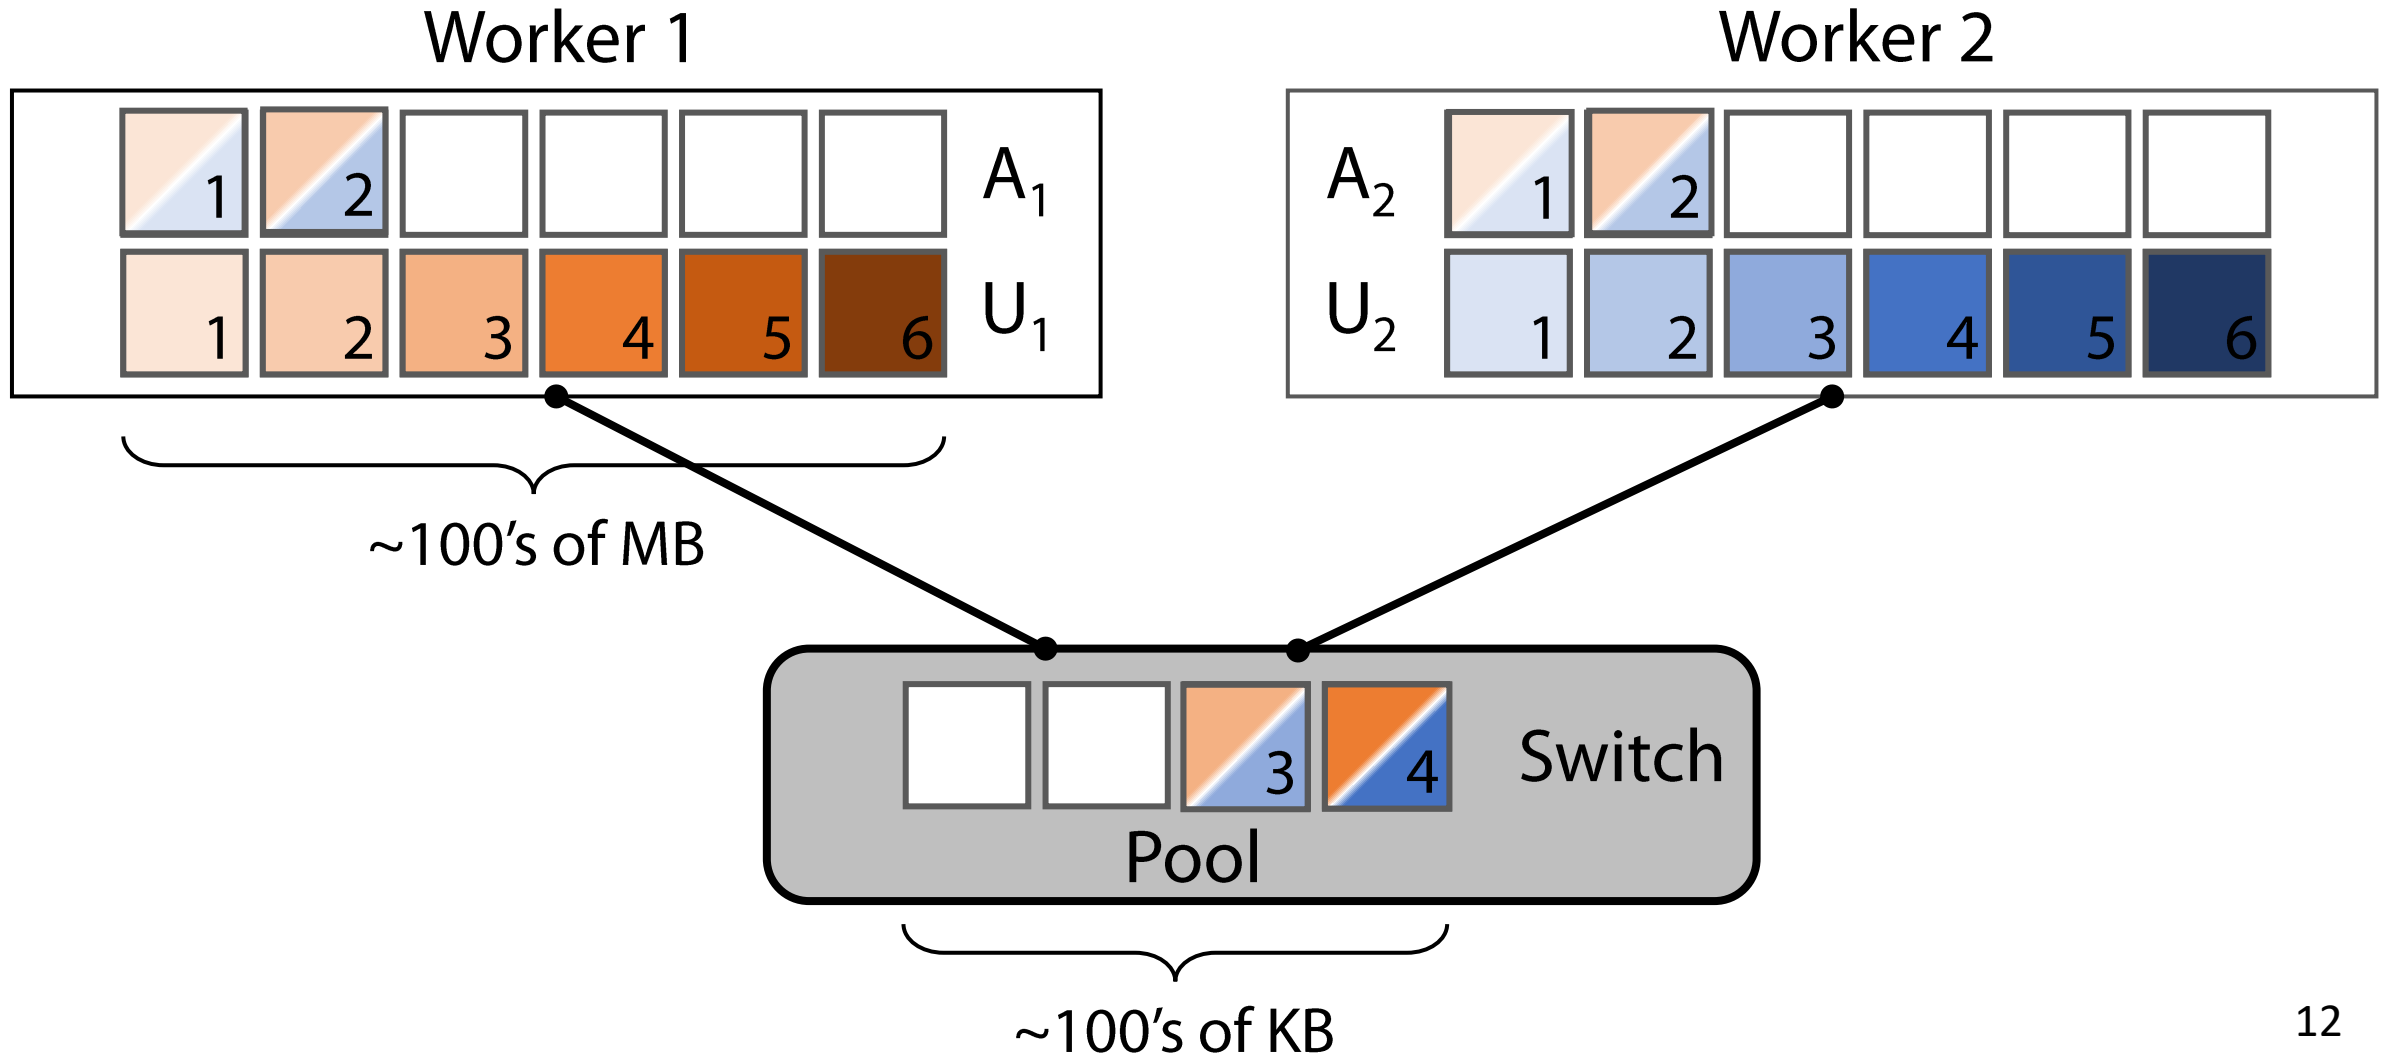 Worker 1
Worker 2
1 2
A1
A2
1 2
1 2 3 4 5 6
U1
U2
1 2 3 4 5 6
~100’s of MB
3 4
Switch
Pool
~100’s of KB
12